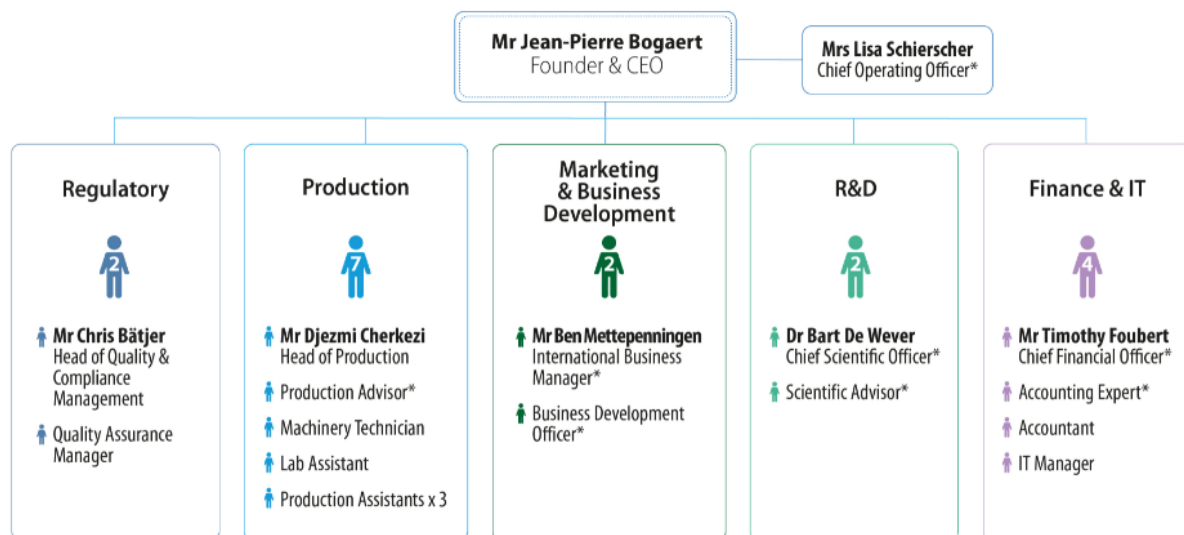 Mr Jean-Pierre Bogaert
Founder & CEO
Mrs Lisa Schierscher
Chief Operating Officer*
Regulatory
2
Mr Chris Bätjer
Head of Quality &
Compliance
Management
Quality Assurance
Manager
Production
7
Mr Djezmi Cherkezi
Head of Production
Production Advisor*
Machinery Technician
Lab Assistant
Production Assistants x 3
Marketing
& Business
Development
2
Mr Ben Mettepenningen
International Business
Manager*
Business Development
Officer*
R&D
2
Dr Bart De Wever
Chief Scientific Officer*
Scientific Advisor*
Finance & IT
4
Mr Timothy Foubert
Chief Financial Officer*
Accounting Expert*
Accountant
IT Manager